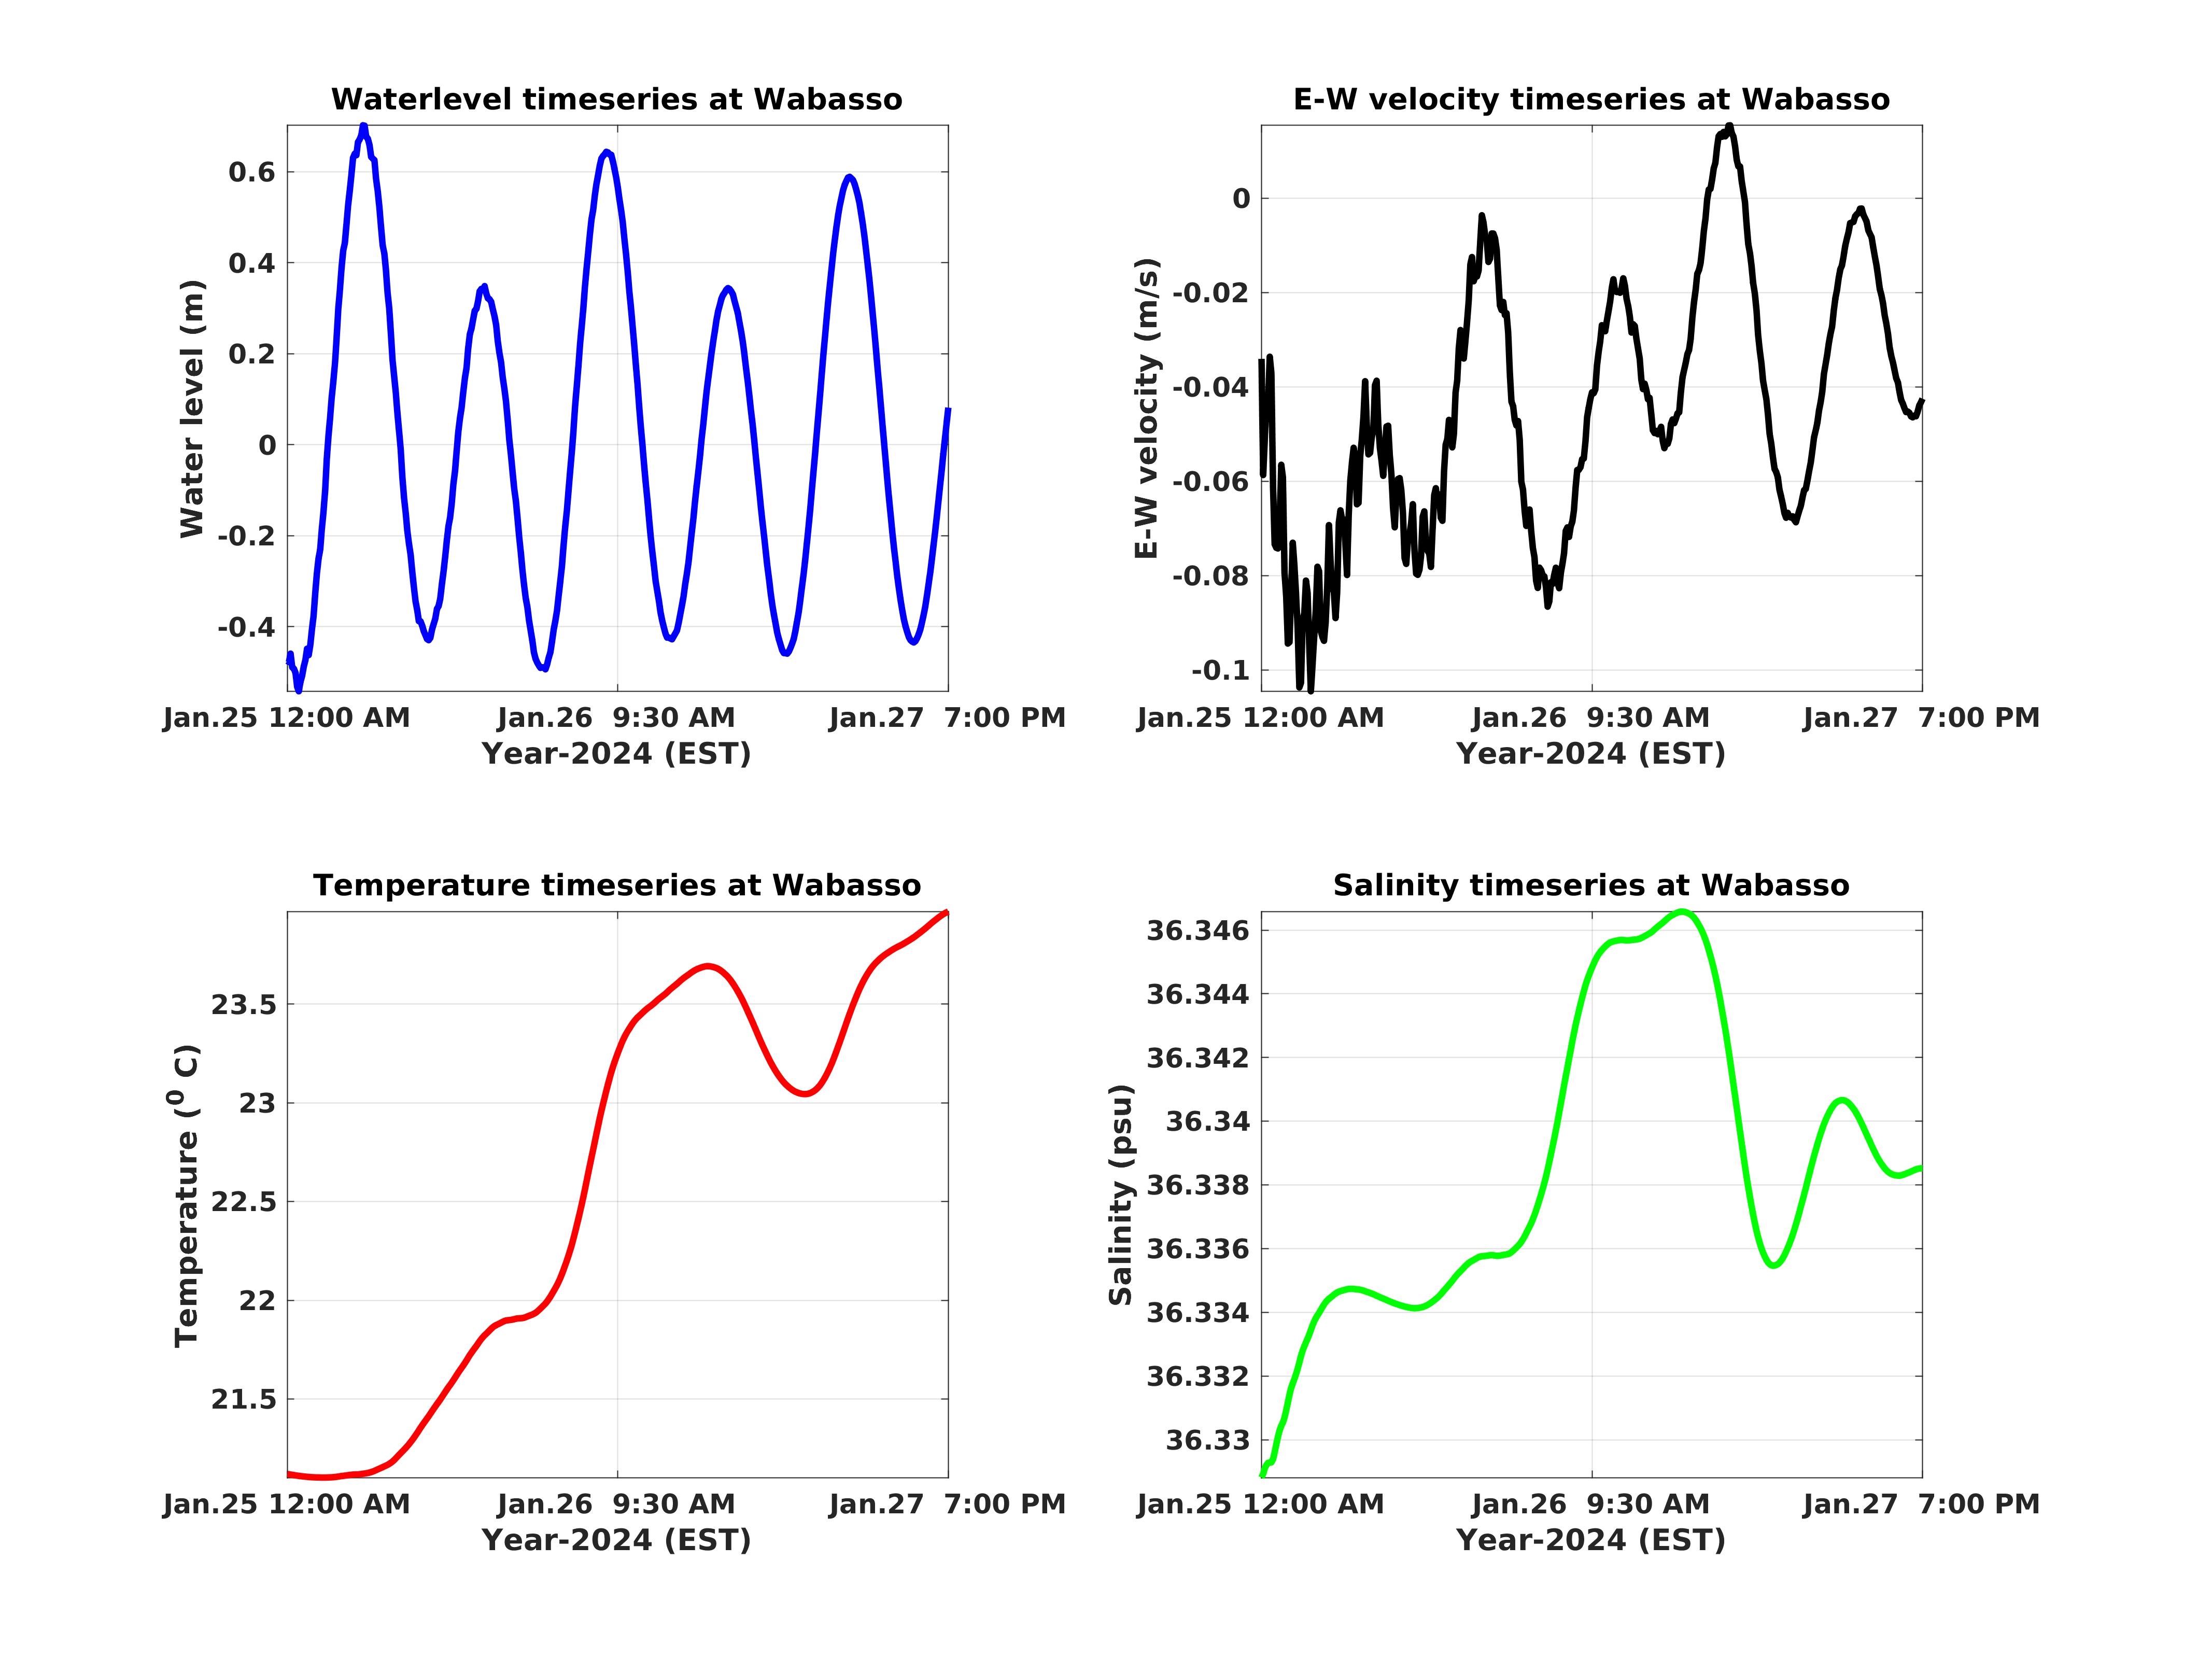 Waterlevel timeseries at Wabasso
0.6
0.4
0.2
0
-0.2
-0.4
Water level (m)
Jan.25 12:00 AM
Jan.26 9:30 AM
Jan.27 7:00 PM
Year-2024 (EST)
E-W velocity timeseries at Wabasso
0
-0.02
-0.04
-0.06
-0.08
-0.1
E-W velocity (m/s)
Jan.25 12:00 AM
Jan.26 9:30 AM
Jan.27 7:00 PM
Year-2024 (EST)
Temperature timeseries at Wabasso
23.5
23
22.5
22
21.5
Temperature (⁰ C)
Jan.25 12:00 AM
Jan.26 9:30 AM
Jan.27 7:00 PM
Year-2024 (EST)
Salinity timeseries at Wabasso
36.346
36.344
36.342
36.34
36.338
36.336
36.334
36.332
36.33
Salinity (psu)
Jan.25 12:00 AM
Jan.26 9:30 AM
Jan.27 7:00 PM
Year-2024 (EST)